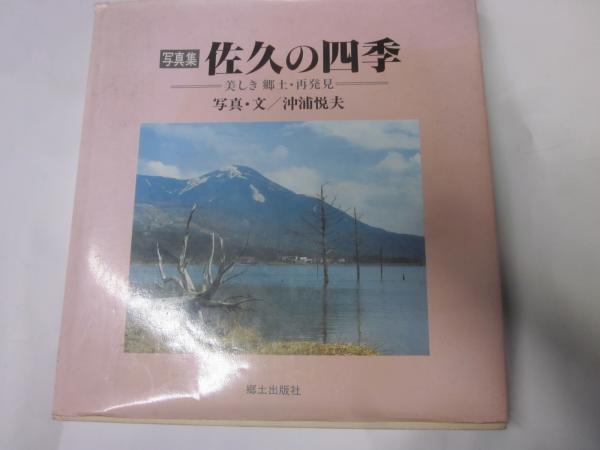 写真集 佐久の四季
美しき 郷土・再発見
写真・文／沖浦悦夫
郷土出版社